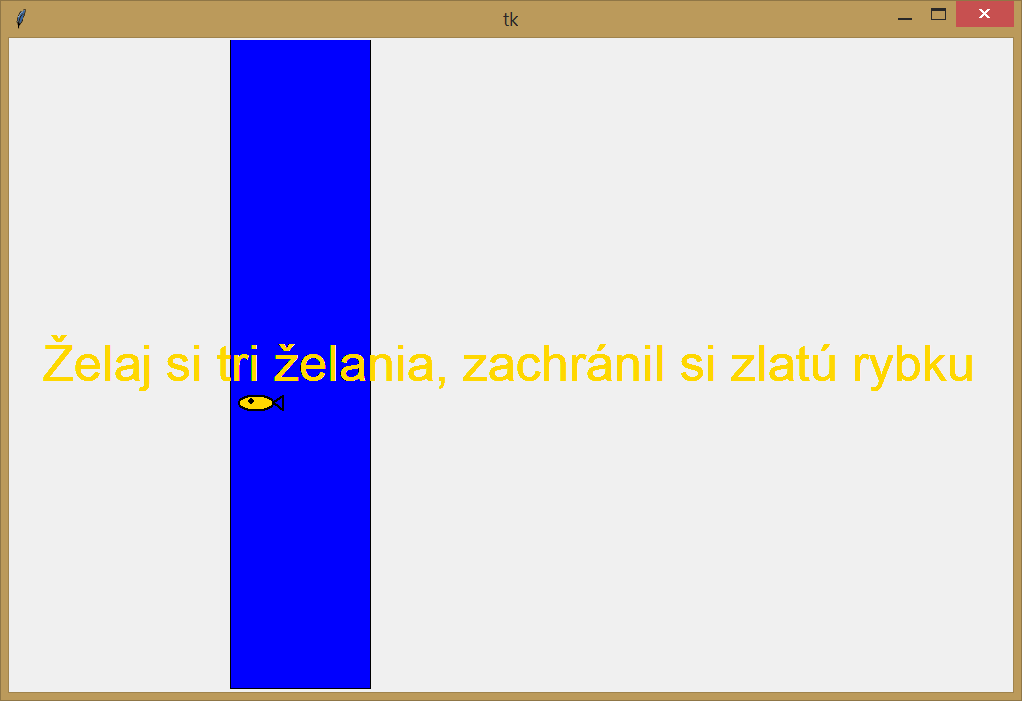 tk
Želaj si tri želania, zachránil si zlatú rybku